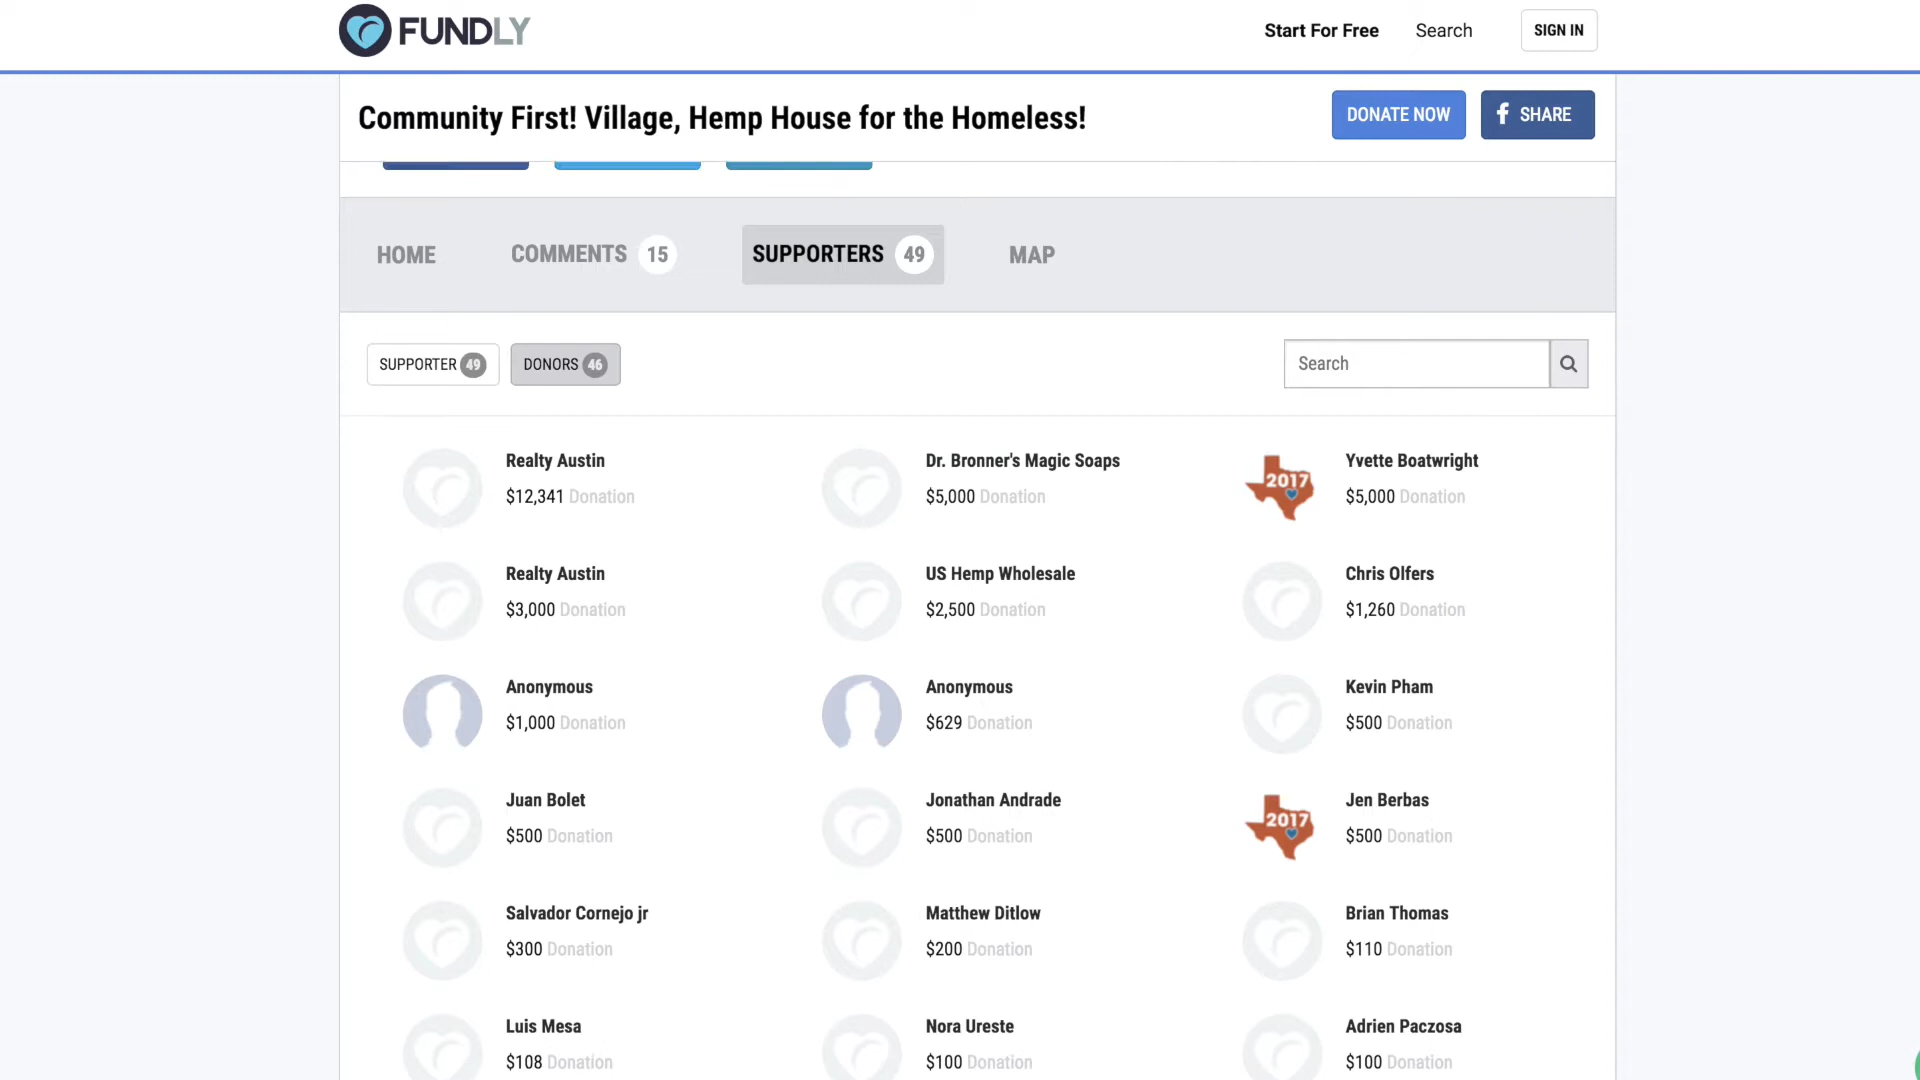 FUNDLY
Start For Free
Search
SIGN IN
Community First! Village, Hemp House for the Homeless!
DONATE NOW
f SHARE
HOME
COMMENTS 15
SUPPORTERS 49
MAP
SUPPORTER 49
DONORS 46
Search
Realty Austin
$12,341 Donation
Dr. Bronner's Magic Soaps
$5,000 Donation
2017
Yvette Boatwright
$5,000 Donation
Realty Austin
$3,000 Donation
US Hemp Wholesale
$2,500 Donation
Chris Olfers
$1,260 Donation
Anonymous
$1,000 Donation
Anonymous
$629 Donation
Kevin Pham
$500 Donation
Juan Bolet
$500 Donation
Jonathan Andrade
$500 Donation
2017
Jen Berbas
$500 Donation
Salvador Cornejo jr
$300 Donation
Matthew Ditlow
$200 Donation
Brian Thomas
$110 Donation
Luis Mesa
$108 Donation
Nora Ureste
$100 Donation
Adrien Paczosa
$100 Donation